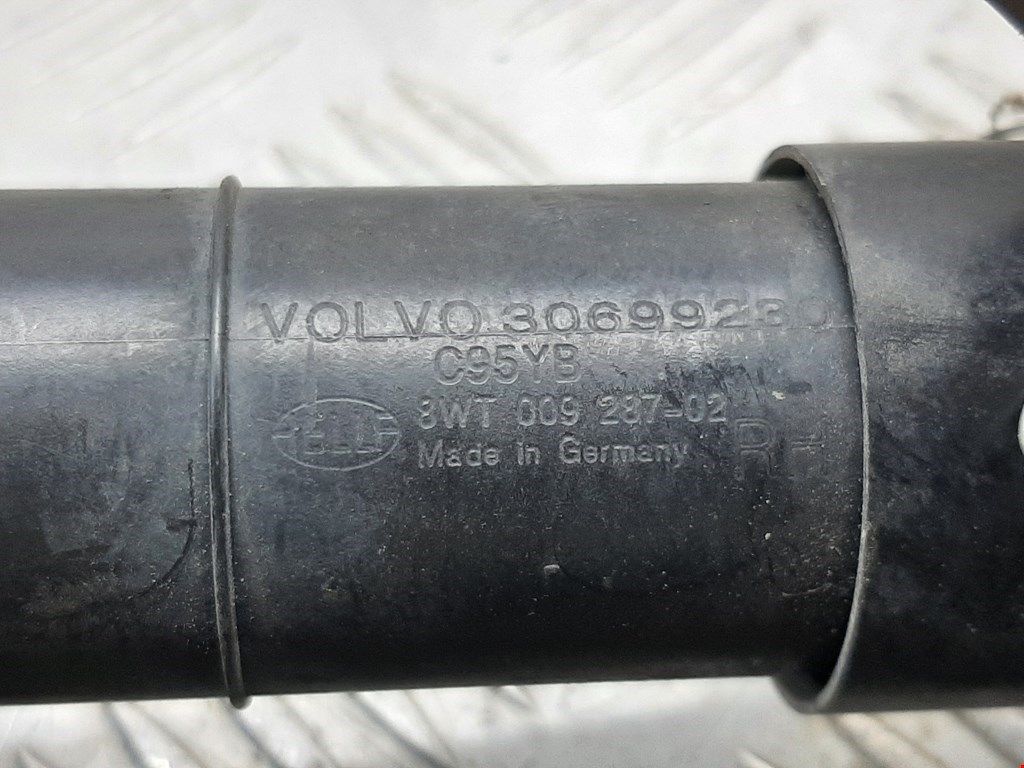 VOLVO 30699230
C95YB
8WT 009 287-02
Made in Germany